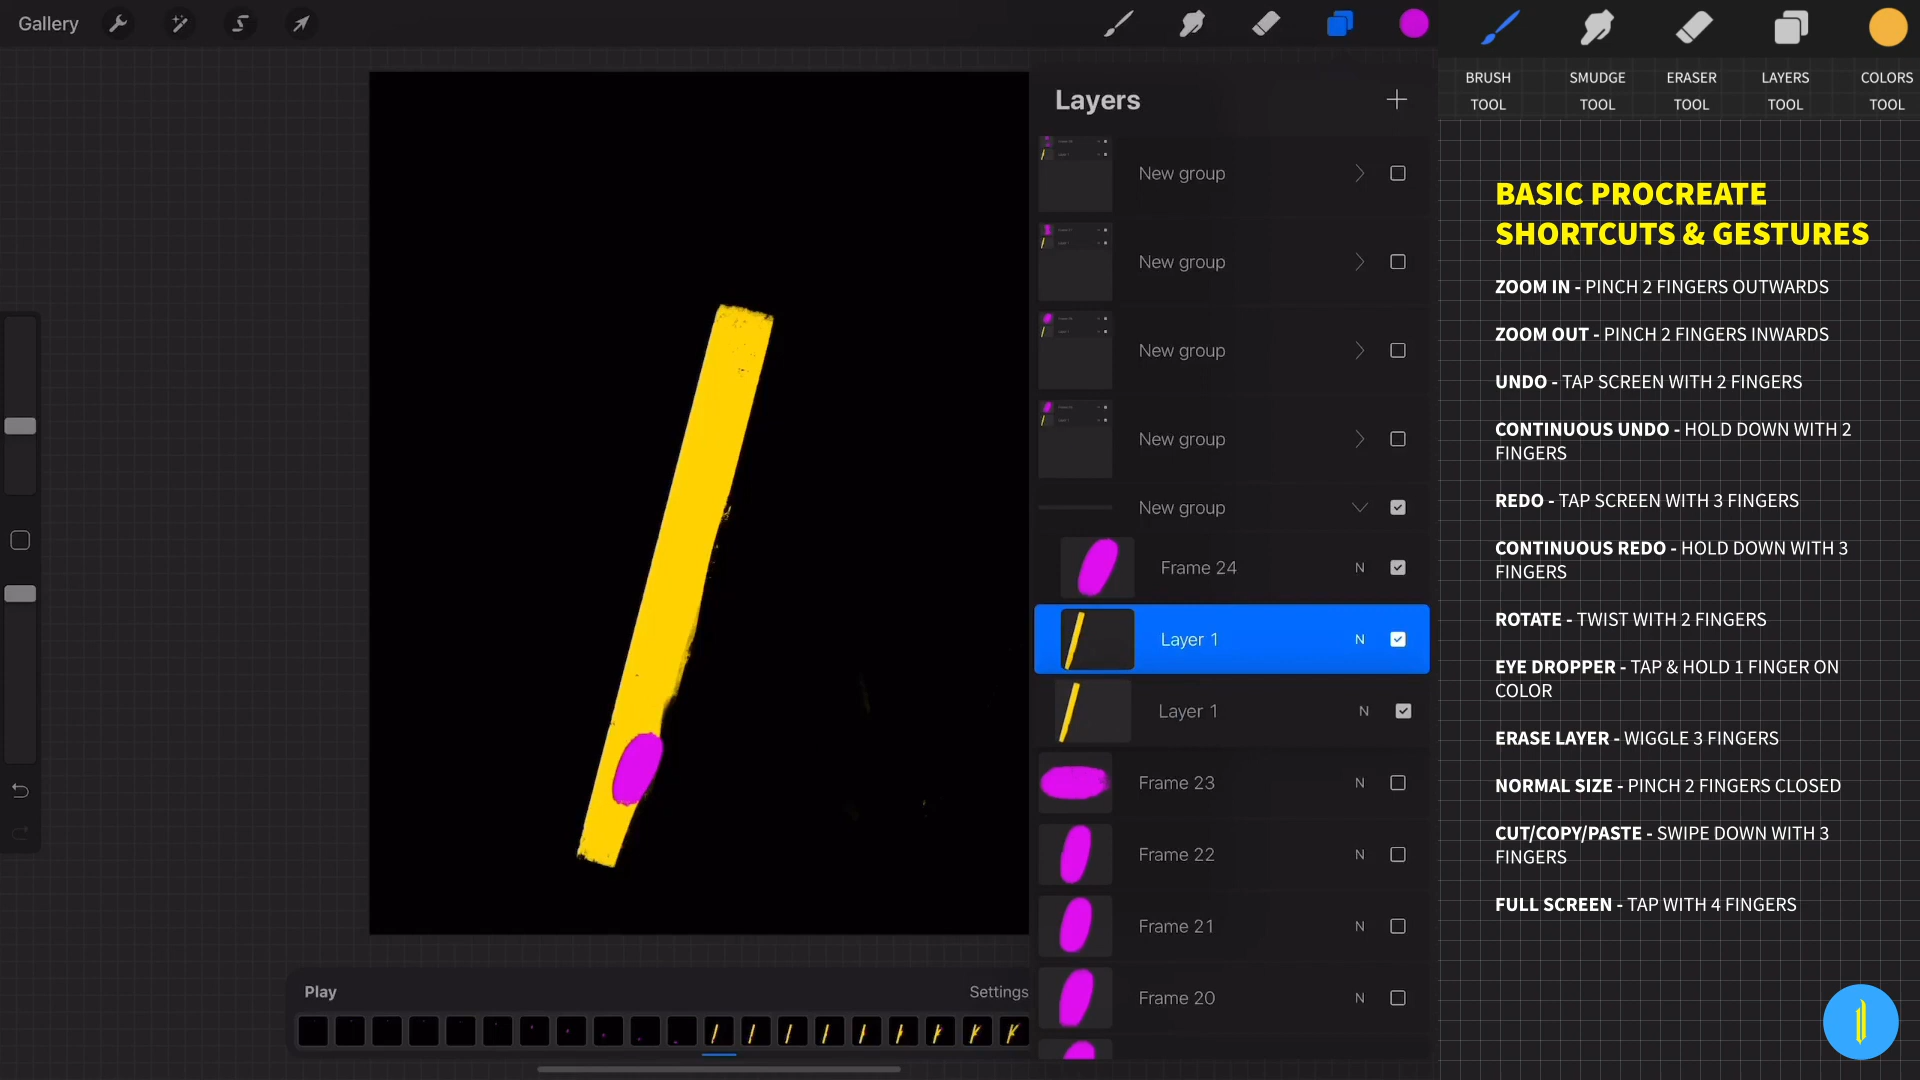 Gallery
Layers
New group
New group
New group
New group
New group
Frame 24 N
Layer 1 N
Layer 1 N
Frame 23 N
Frame 22 N
Frame 21 N
Frame 20 N
Play
Settings
BRUSH TOOL
SMUDGE TOOL
ERASER TOOL
LAYERS TOOL
COLORS TOOL
BASIC PROCREATE
SHORTCUTS & GESTURES
ZOOM IN - PINCH 2 FINGERS OUTWARDS
ZOOM OUT - PINCH 2 FINGERS INWARDS
UNDO - TAP SCREEN WITH 2 FINGERS
CONTINUOUS UNDO - HOLD DOWN WITH 2
FINGERS
REDO - TAP SCREEN WITH 3 FINGERS
CONTINUOUS REDO - HOLD DOWN WITH 3
FINGERS
ROTATE - TWIST WITH 2 FINGERS
EYE DROPPER - TAP & HOLD 1 FINGER ON
COLOR
ERASE LAYER - WIGGLE 3 FINGERS
NORMAL SIZE - PINCH 2 FINGERS CLOSED
CUT/COPY/PASTE - SWIPE DOWN WITH 3
FINGERS
FULL SCREEN - TAP WITH 4 FINGERS